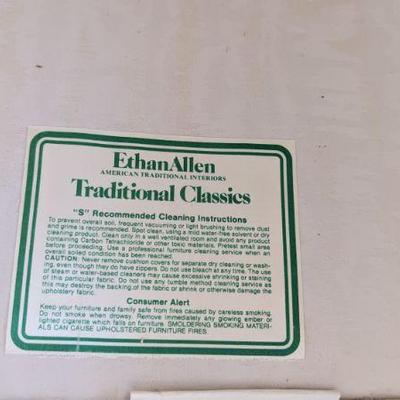 EthanAllen
AMERICAN TRADITIONAL INTERIORS
Traditional Classics
"S" Recommended Cleaning Instructions
To prevent overall soil, frequent vacuuming or light brushing to remove dust
and grime is recommended. Spot clean, using a mild water-free solvent or dry
cleaning product. Clean only in a well ventilated room and avoid any product
containing Carbon Tetrachloride or other toxic materials. Pretest small area
before proceeding. Use a professional furniture cleaning service when an
overall soiled condition has been reached.
CAUTION: Never remove cushion covers for separate dry cleaning or wash-
ing, even though they do have zippers. Do not use bleach at any time. The use
of steam or water-based cleaners may cause excessive shrinking or staining
of this particular fabric. Do not use any tumble method cleaning service as
this may destroy the backing of the fabric or shrink or otherwise damage the
upholstery fabric.
Consumer Alert
Keep your furniture and family safe from fires caused by careless smoking.
Do not smoke when drowsy. Remove immediately any glowing ember or
lighted cigarette which falls on furniture. SMOLDERING SMOKING MATERI-
ALS CAN CAUSE UPHOLSTERED FURNITURE FIRES.